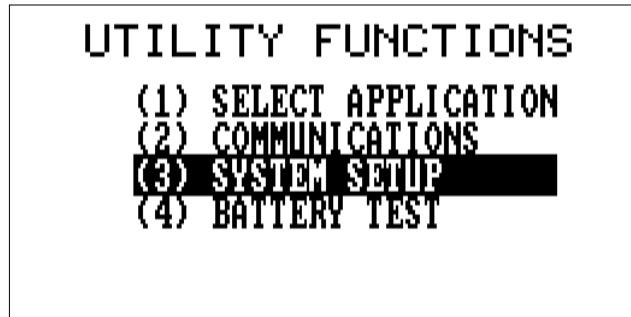 UTILITY FUNCTIONS
(1) SELECT APPLICATION
(2) COMMUNICATIONS
(3) SYSTEM SETUP
(4) BATTERY TEST